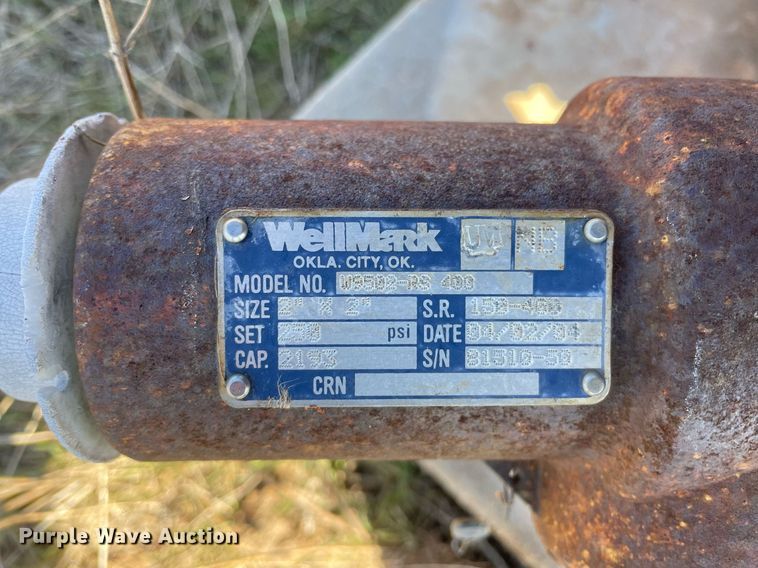 WellMark UV NB
OKLA. CITY, OK.
MODEL NO. W9502-RS 400
SIZE 2" X 2" S.R. 150-400
SET 250 psi DATE 04/02/04
CAP. 2193 S/N 81510-50
CRN
Purple Wave Auction